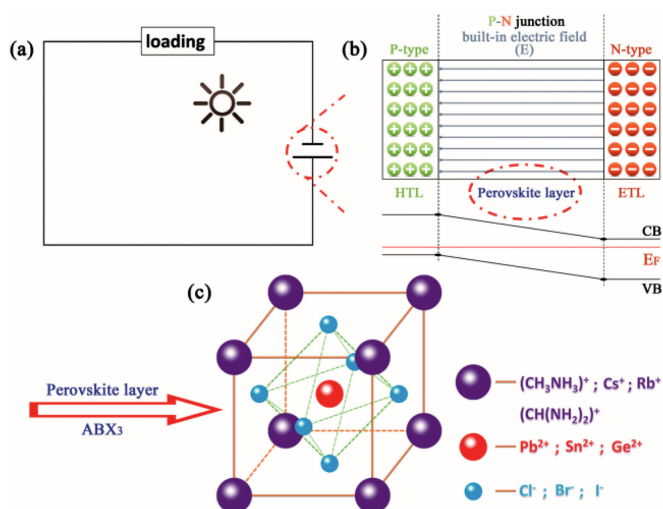 (a)
loading
(b)
P-N junction
built-in electric field
(E)
P-type
N-type
HTL
Perovskite layer
ETL
CB
EF
VB
(c)
Perovskite layer
ABX3
(CH3NH3)+ ; Cs+ ; Rb+
(CH(NH2)2)+
Pb2+ ; Sn2+ ; Ge2+
Cl- ; Br- ; I-